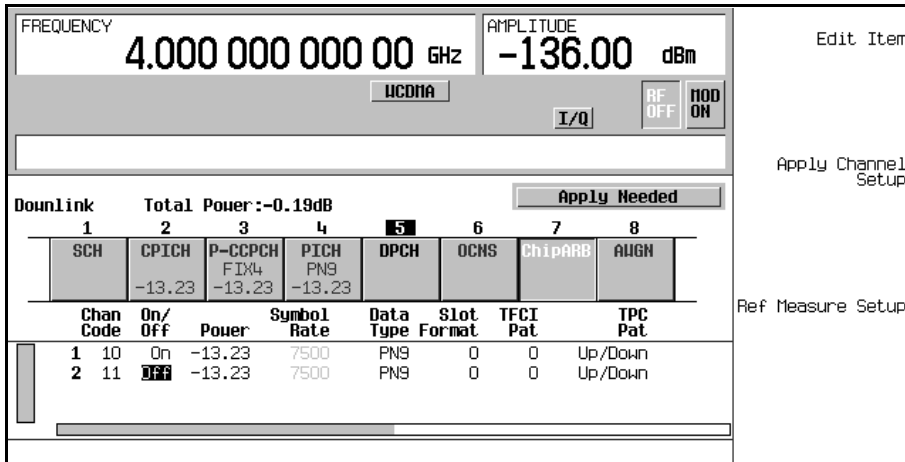 FREQUENCY
4.000 000 000 00 GHz
AMPLITUDE
-136.00 dBm
Edit Item
WCDMA
I/Q
RF OFF
MOD ON
Apply Channel Setup
Apply Needed
Downlink Total Power:-0.19dB
1 2 3 4 5 6 7 8
SCH CPICH P-CCPCH PICH DPCH OCNS ChipARB AWGN
FIX4 PN9
-13.23 -13.23 -13.23
Ref Measure Setup
Chan On/ Symbol Data Slot TFCI TPC
Code Off Power Rate Type Format Pat Pat
1 10 On -13.23 7500 PN9 0 0 Up/Down
2 11 Off -13.23 7500 PN9 0 0 Up/Down